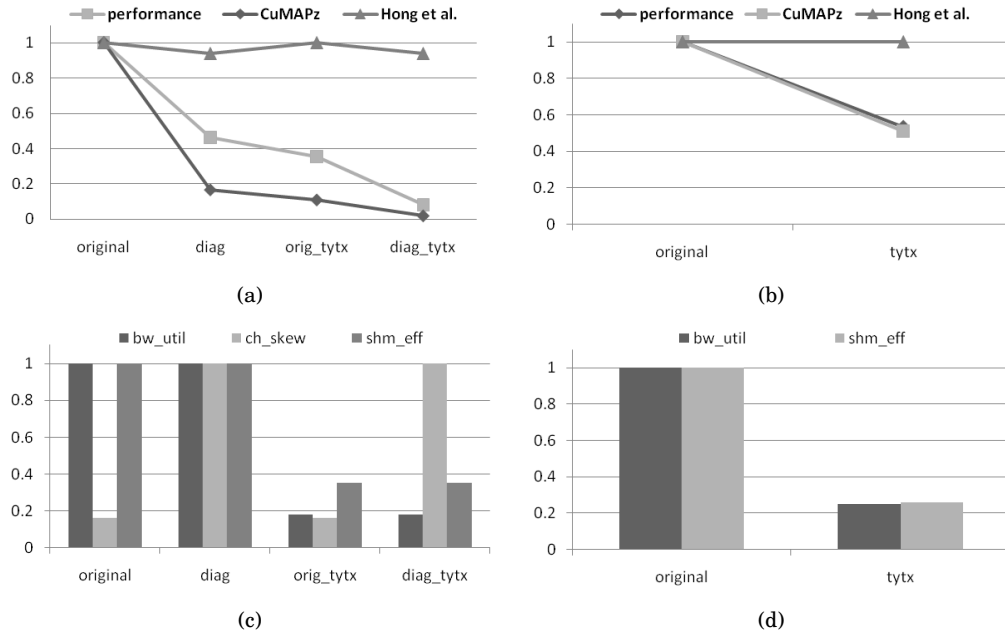 performance CuMAPz Hong et al.
1
0.8
0.6
0.4
0.2
0
original diag orig_tytx diag_tytx
(a)
performance CuMAPz Hong et al.
1
0.8
0.6
0.4
0.2
0
original tytx
(b)
bw_util ch_skew shm_eff
1
0.8
0.6
0.4
0.2
0
original diag orig_tytx diag_tytx
(c)
bw_util shm_eff
1
0.8
0.6
0.4
0.2
0
original tytx
(d)